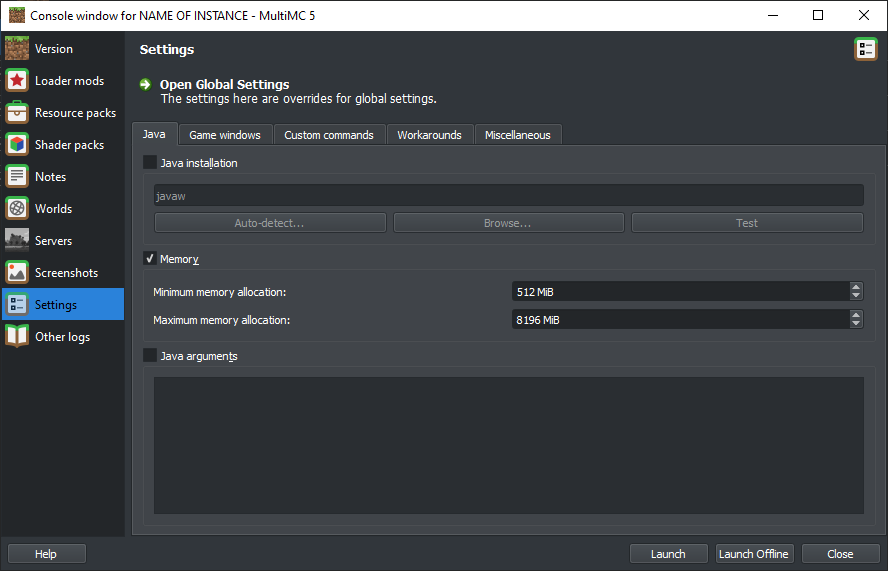 Console window for NAME OF INSTANCE - MultiMC 5
Version
Loader mods
Resource packs
Shader packs
Notes
Worlds
Servers
Screenshots
Settings
Other logs
Settings
Open Global Settings
The settings here are overrides for global settings.
Java Game windows Custom commands Workarounds Miscellaneous
Java installation
javaw
Auto-detect... Browse... Test
Memory
Minimum memory allocation: 512 MiB
Maximum memory allocation: 8196 MiB
Java arguments
Help Launch Launch Offline Close